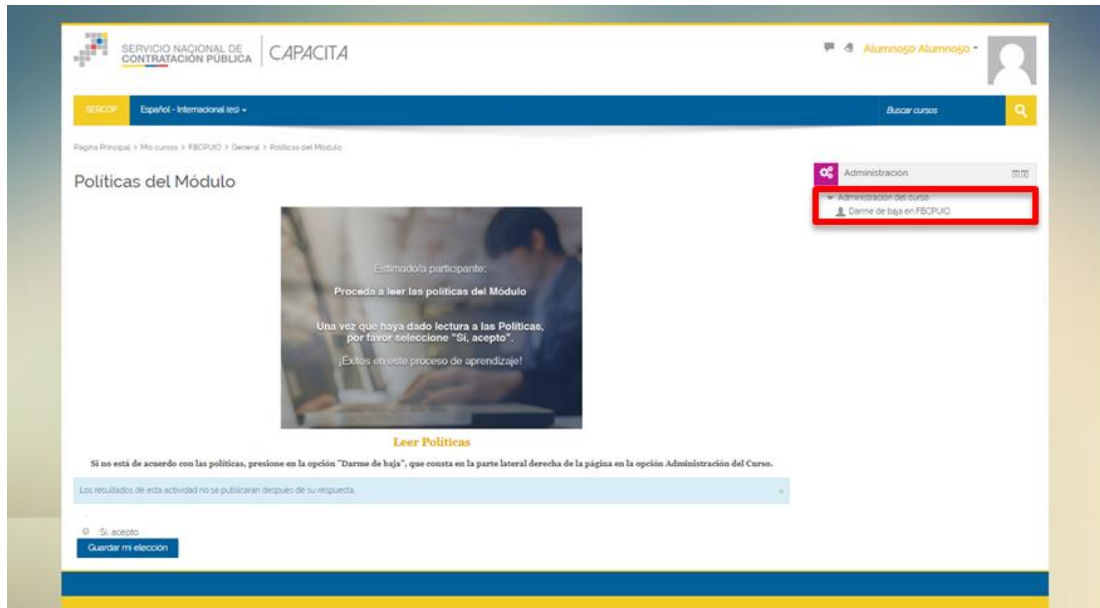 SERVICIO NACIONAL DE
CONTRATACIÓN PÚBLICA
CAPACITA
Alumno50 Alumno50
SERCOP
Español - Internacional (es)
Buscar cursos
Página Principal > Mis cursos > FBCPUIO > General > Políticas del Módulo
Políticas del Módulo
Administración
Administración del curso
Darme de baja en FBCPUIO
Estimado/a participante:
Proceda a leer las políticas del Módulo
Una vez que haya dado lectura a las Políticas,
por favor seleccione "Sí, acepto".
¡Éxitos en este proceso de aprendizaje!
Leer Políticas
Si no está de acuerdo con las políticas, presione en la opción "Darme de baja", que consta en la parte lateral derecha de la página en la opción Administración del Curso.
Los resultados de esta actividad no se publicarán después de su respuesta.
×
Sí, acepto
Guardar mi elección